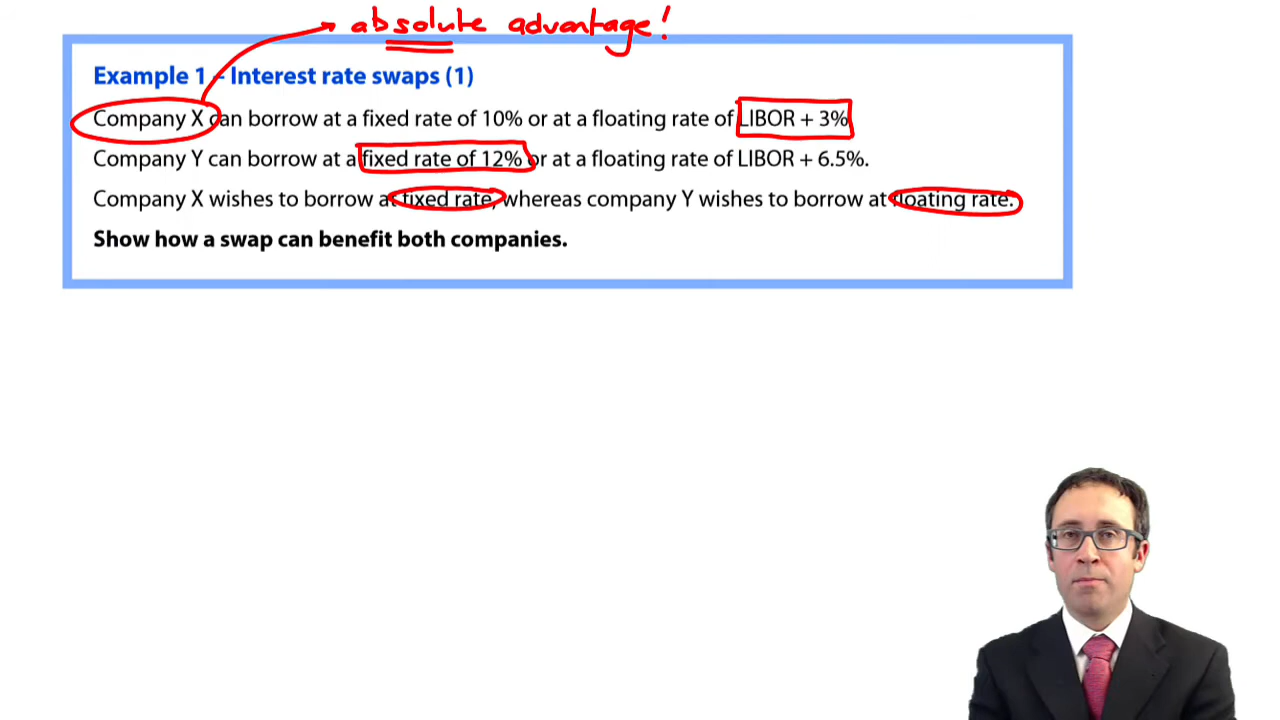 absolute advantage!
Example 1 – Interest rate swaps (1)
Company X can borrow at a fixed rate of 10% or at a floating rate of LIBOR + 3%
Company Y can borrow at a fixed rate of 12% or at a floating rate of LIBOR + 6.5%.
Company X wishes to borrow at fixed rate, whereas company Y wishes to borrow at floating rate.
Show how a swap can benefit both companies.